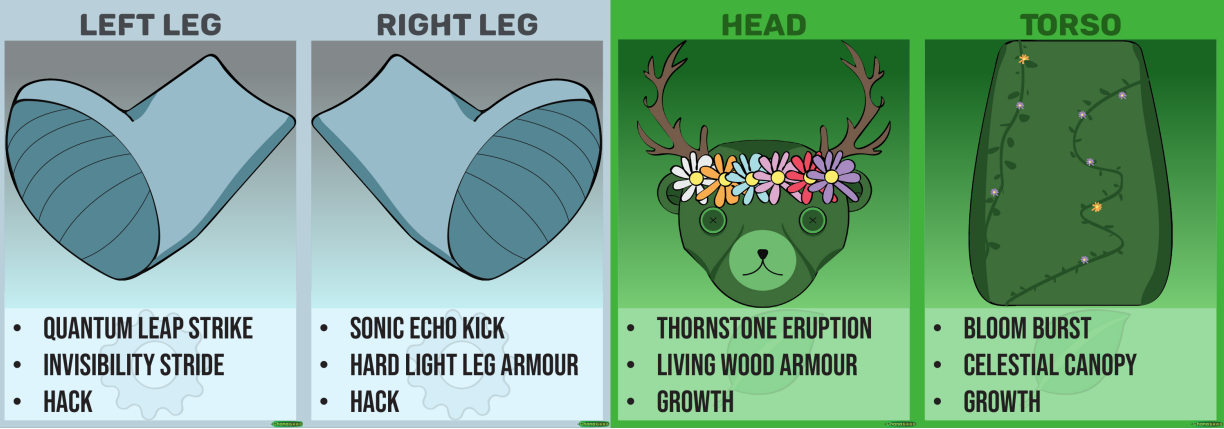 LEFT LEG
• QUANTUM LEAP STRIKE
• INVISIBILITY STRIDE
• HACK
RIGHT LEG
• SONIC ECHO KICK
• HARD LIGHT LEG ARMOUR
• HACK
HEAD
• THORNSTONE ERUPTION
• LIVING WOOD ARMOUR
• GROWTH
TORSO
• BLOOM BURST
• CELESTIAL CANOPY
• GROWTH